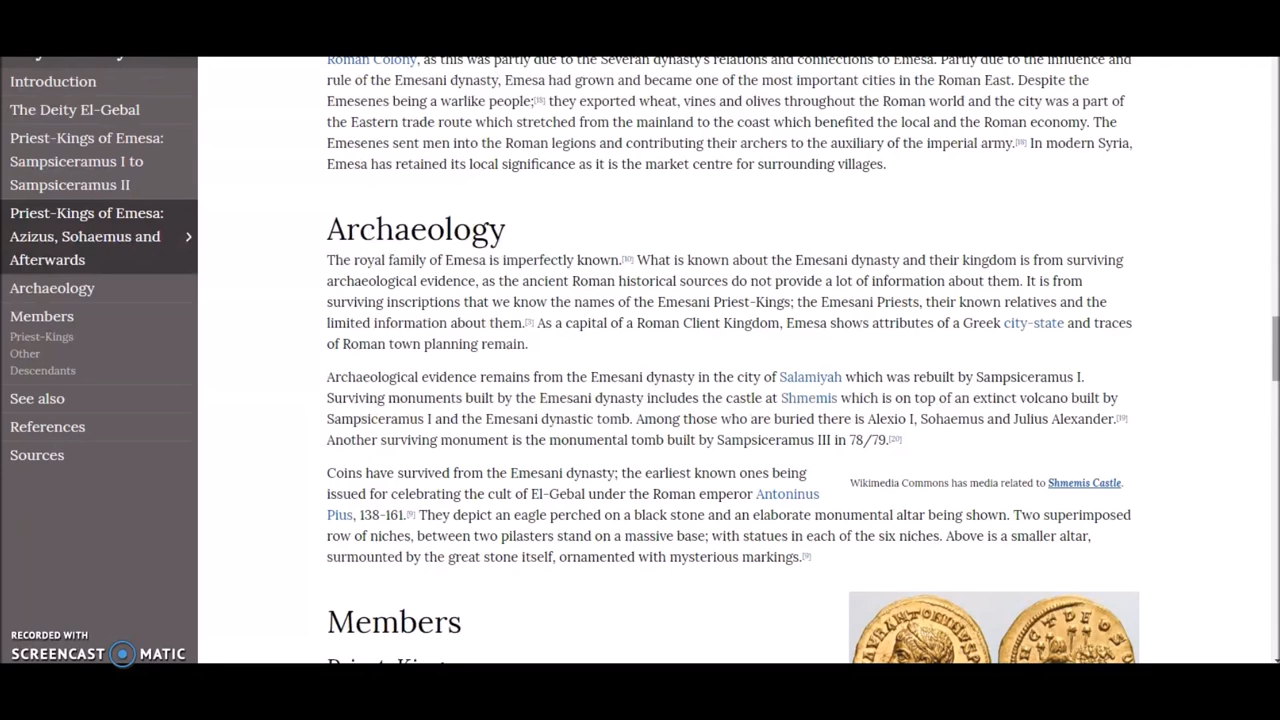 Introduction
The Deity El-Gebal
Priest-Kings of Emesa:
Sampsiceramus I to
Sampsiceramus II
Priest-Kings of Emesa:
Azizus, Sohaemus and
Afterwards
Archaeology
Members
Priest-Kings
Other
Descendants
See also
References
Sources
RECORDED WITH
SCREENCAST MATIC
Roman Colony, as this was partly due to the Severan dynasty's relations and connections to Emesa. Partly due to the influence and
rule of the Emesani dynasty, Emesa had grown and became one of the most important cities in the Roman East. Despite the
Emesenes being a warlike people;[18] they exported wheat, vines and olives throughout the Roman world and the city was a part of
the Eastern trade route which stretched from the mainland to the coast which benefited the local and the Roman economy. The
Emesenes sent men into the Roman legions and contributing their archers to the auxiliary of the imperial army.[18] In modern Syria,
Emesa has retained its local significance as it is the market centre for surrounding villages.
Archaeology
The royal family of Emesa is imperfectly known.[10] What is known about the Emesani dynasty and their kingdom is from surviving
archaeological evidence, as the ancient Roman historical sources do not provide a lot of information about them. It is from
surviving inscriptions that we know the names of the Emesani Priest-Kings; the Emesani Priests, their known relatives and the
limited information about them.[3] As a capital of a Roman Client Kingdom, Emesa shows attributes of a Greek city-state and traces
of Roman town planning remain.
Archaeological evidence remains from the Emesani dynasty in the city of Salamiyah which was rebuilt by Sampsiceramus I.
Surviving monuments built by the Emesani dynasty includes the castle at Shmemis which is on top of an extinct volcano built by
Sampsiceramus I and the Emesani dynastic tomb. Among those who are buried there is Alexio I, Sohaemus and Julius Alexander.[19]
Another surviving monument is the monumental tomb built by Sampsiceramus III in 78/79.[20]
Coins have survived from the Emesani dynasty; the earliest known ones being
issued for celebrating the cult of El-Gebal under the Roman emperor Antoninus
Pius, 138-161.[9] They depict an eagle perched on a black stone and an elaborate monumental altar being shown. Two superimposed
row of niches, between two pilasters stand on a massive base; with statues in each of the six niches. Above is a smaller altar,
surmounted by the great stone itself, ornamented with mysterious markings.[9]
Wikimedia Commons has media related to Shmemis Castle.
Members